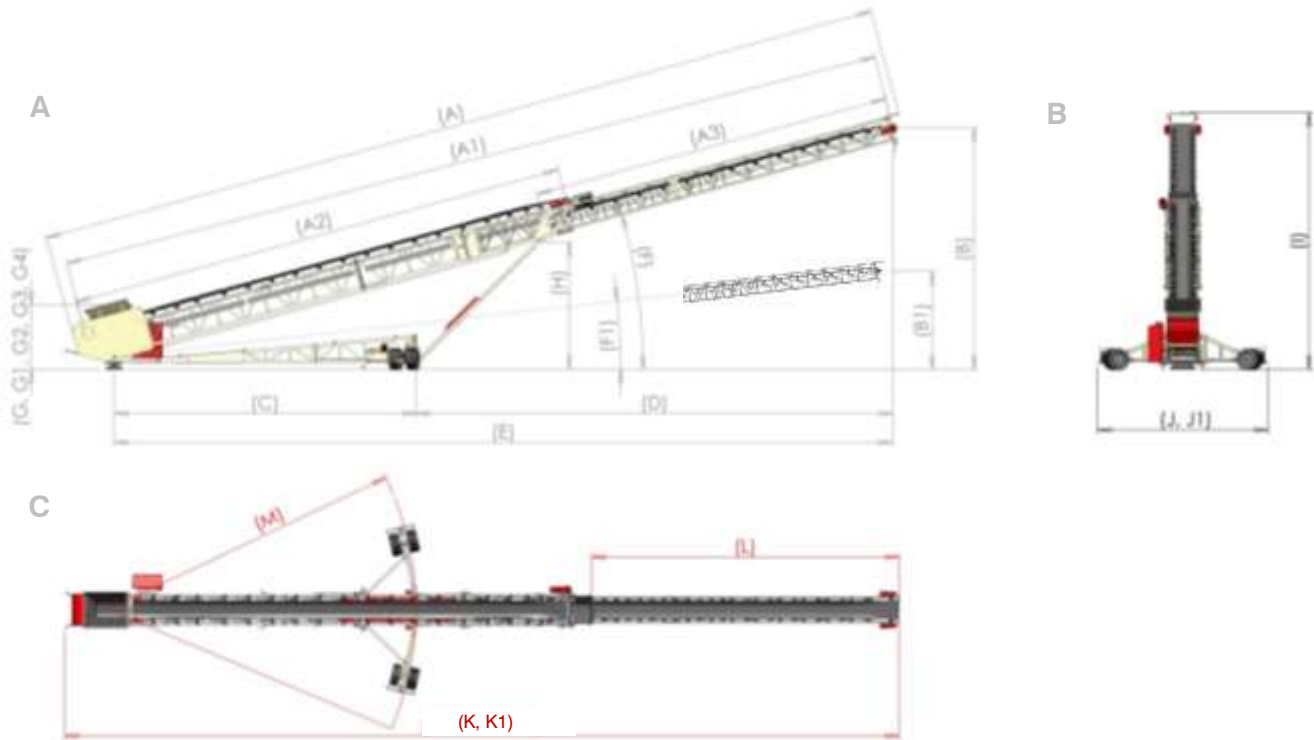 A
B
(A)
(A1)
(A3)
(A2)
(G, G1, G2, G3, G4)
(H)
(F)
(B)
(F1)
(B1)
(C)
(D)
(E)
(I)
(J, J1)
C
(M)
(L)
(K, K1)